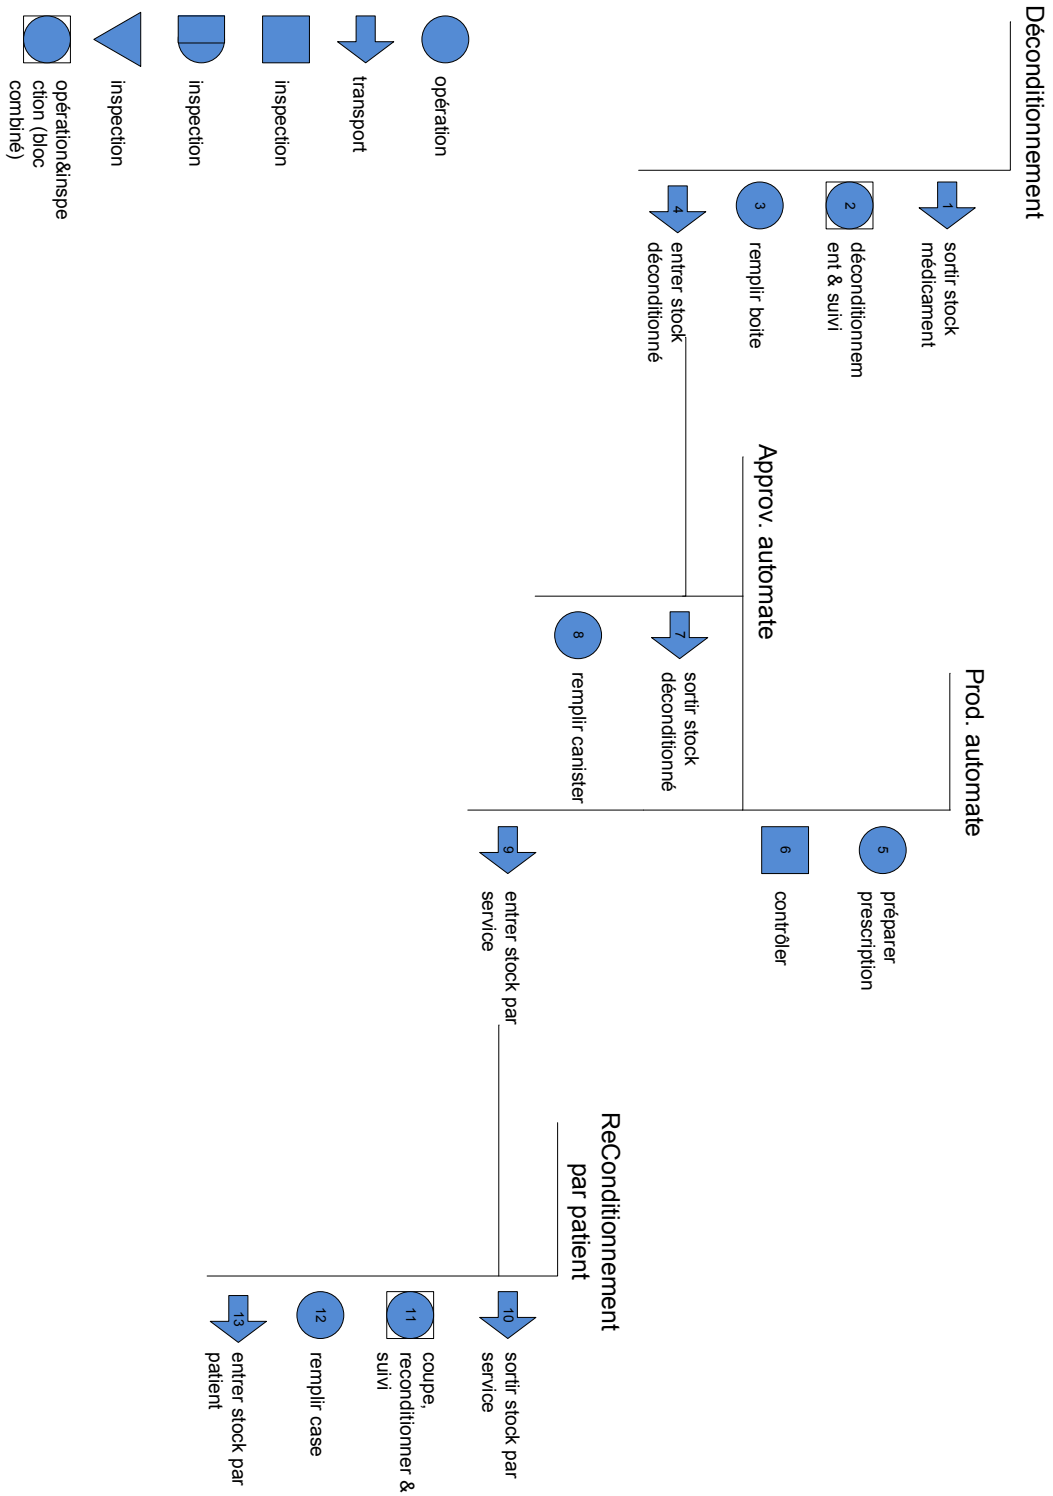 Déconditionnement
1
sortir stock
médicament
2
déconditionnem
ent & suivi
3
remplir boite
4
entrer stock
déconditionné
Approv. automate
7
sortir stock
déconditionné
8
remplir canister
Prod. automate
5
préparer
prescription
6
contrôler
9
entrer stock par
service
ReConditionnement
par patient
10
sortir stock par
service
11
coupe,
reconditionner &
suivi
12
remplir case
13
entrer stock par
patient
opération
transport
inspection
inspection
inspection
opération&inspe
ction (bloc
combiné)